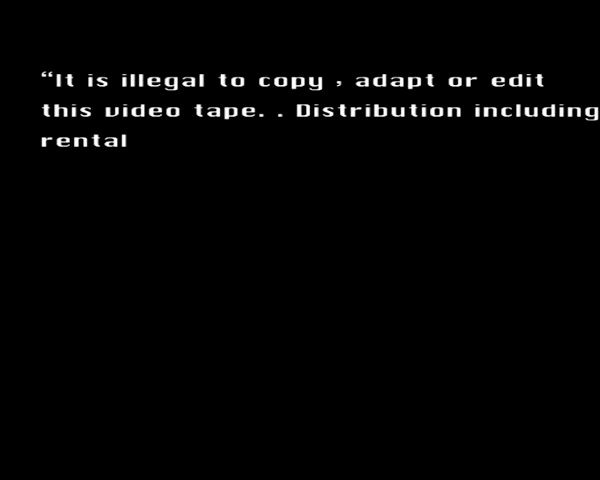 “It is illegal to copy , adapt or edit
this video tape. . Distribution including
rental